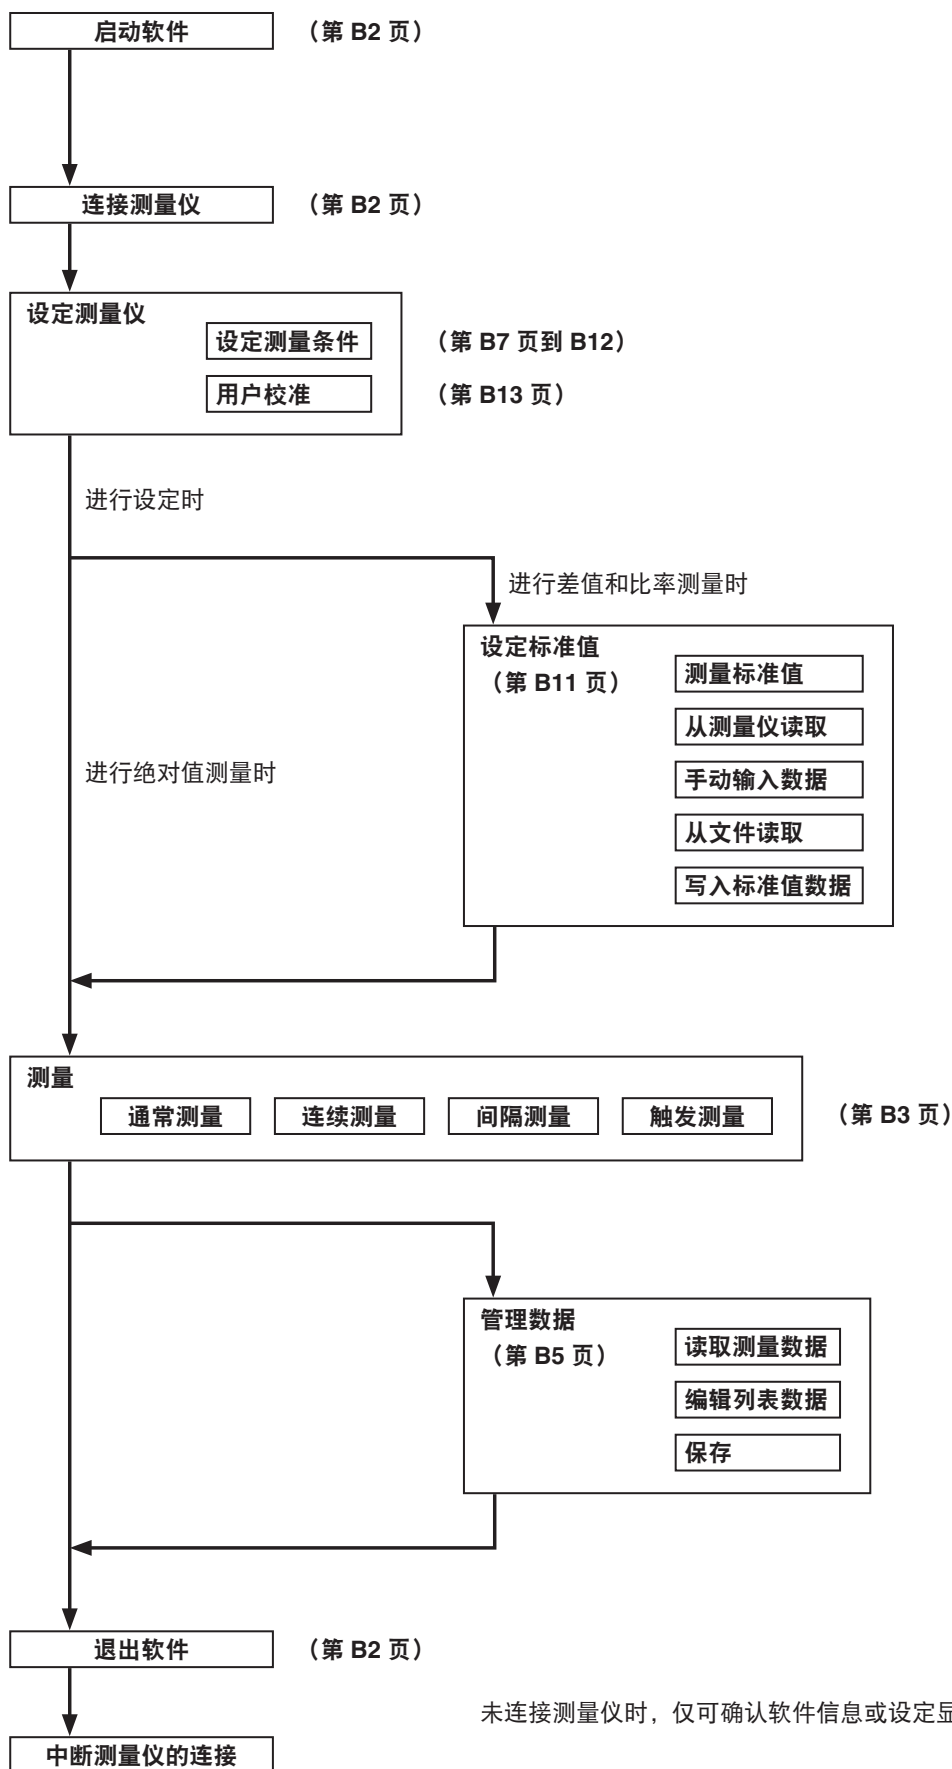 启动软件 （第 B2 页）
连接测量仪 （第 B2 页）
设定测量仪
设定测量条件 （第 B7 页到 B12）
用户校准 （第 B13 页）
进行设定时
进行差值和比率测量时
设定标准值
（第 B11 页）
测量标准值
从测量仪读取
手动输入数据
从文件读取
写入标准值数据
进行绝对值测量时
测量
通常测量 连续测量 间隔测量 触发测量 （第 B3 页）
管理数据
（第 B5 页）
读取测量数据
编辑列表数据
保存
退出软件 （第 B2 页）
未连接测量仪时，仅可确认软件信息或设定显
中断测量仪的连接